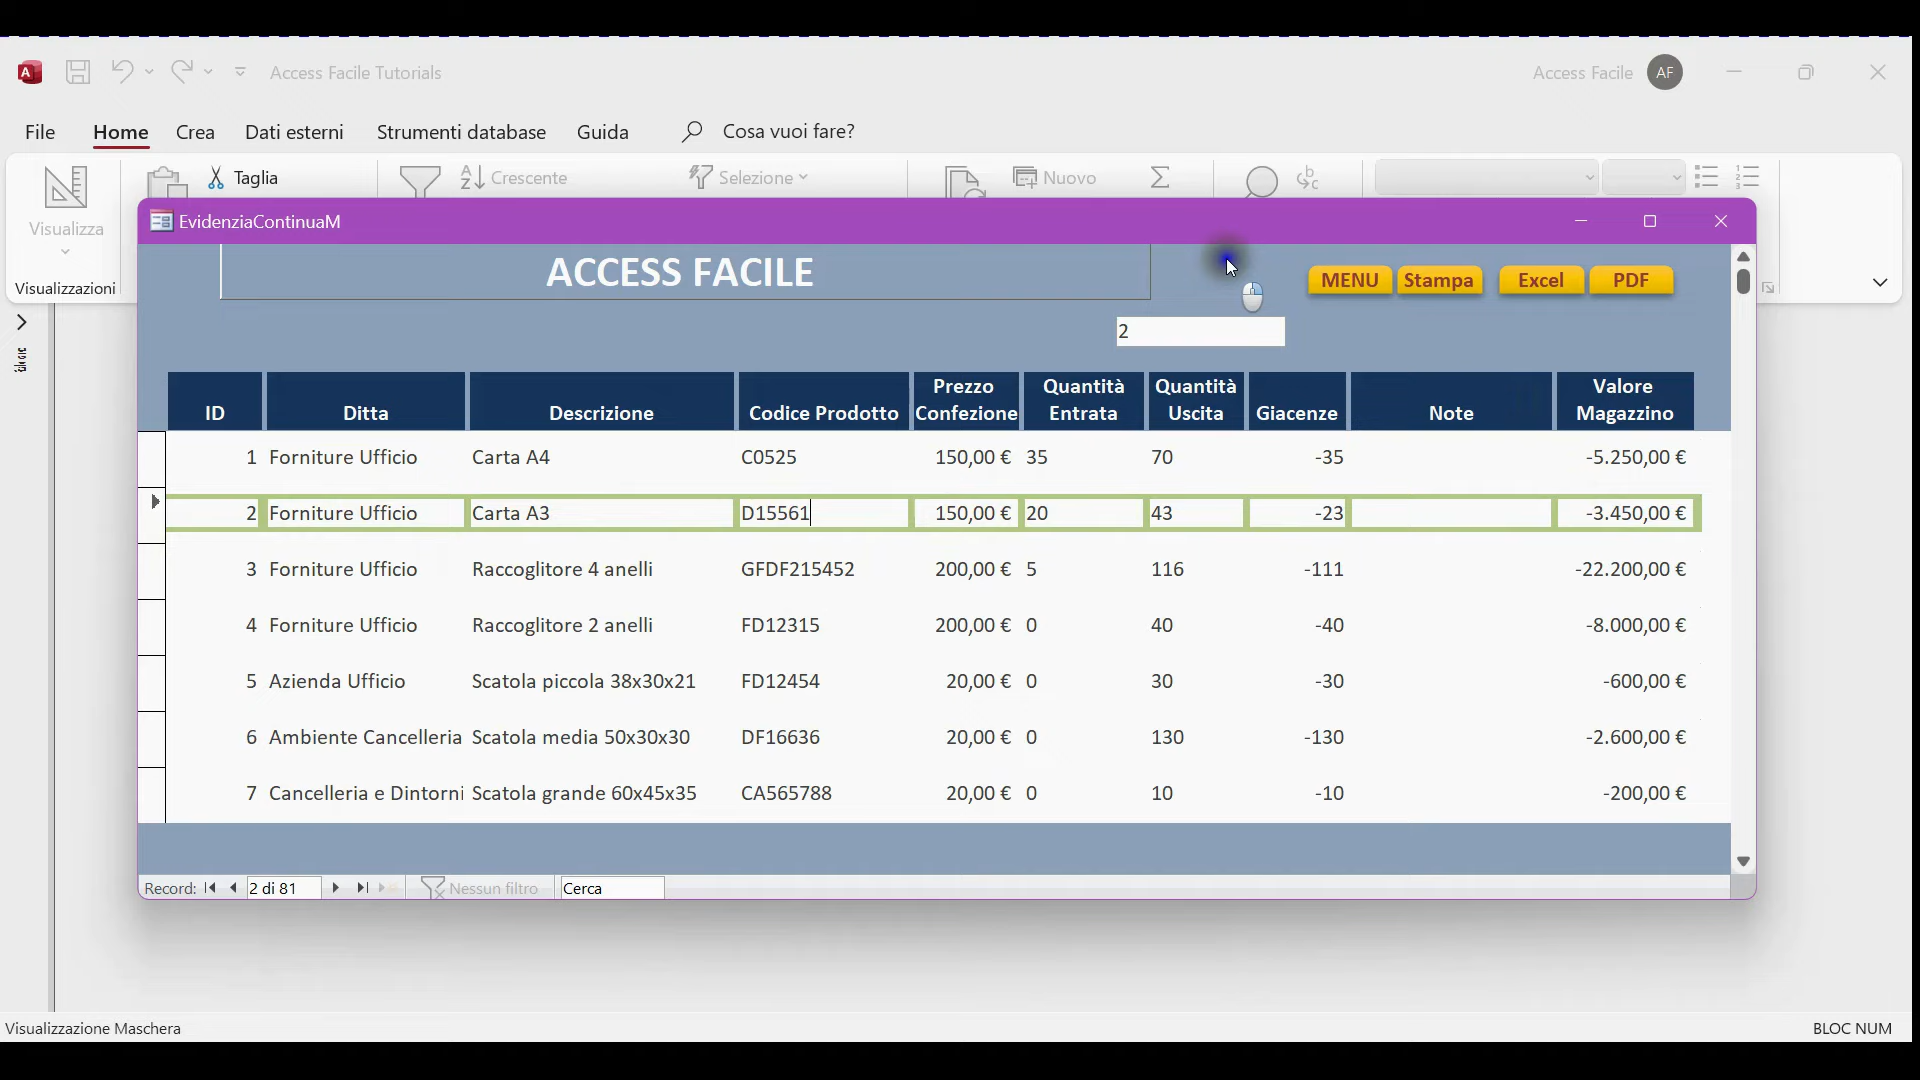 Access Facile Tutorials
Access Facile AF
File Home Crea Dati esterni Strumenti database Guida Cosa vuoi fare?
Visualizza
Taglia
Crescente
Selezione
Nuovo
Visualizzazioni
EvidenziaContinuaM
ACCESS FACILE
MENU Stampa Excel PDF
2
ID Ditta Descrizione Codice Prodotto Prezzo Confezione Quantità Entrata Quantità Uscita Giacenze Note Valore Magazzino
1 Forniture Ufficio Carta A4 C0525 150,00 € 35 70 -35 -5.250,00 €
2 Forniture Ufficio Carta A3 D15561 150,00 € 20 43 -23 -3.450,00 €
3 Forniture Ufficio Raccoglitore 4 anelli GFDF215452 200,00 € 5 116 -111 -22.200,00 €
4 Forniture Ufficio Raccoglitore 2 anelli FD12315 200,00 € 0 40 -40 -8.000,00 €
5 Azienda Ufficio Scatola piccola 38x30x21 FD12454 20,00 € 0 30 -30 -600,00 €
6 Ambiente Cancelleria Scatola media 50x30x30 DF16636 20,00 € 0 130 -130 -2.600,00 €
7 Cancelleria e Dintorni Scatola grande 60x45x35 CA565788 20,00 € 0 10 -10 -200,00 €
Record: 2 di 81 Nessun filtro Cerca
Visualizzazione Maschera BLOC NUM